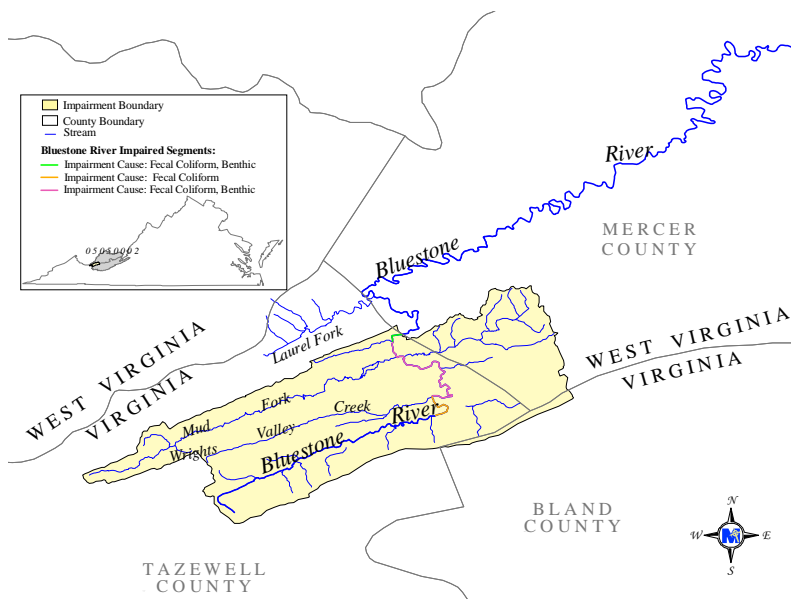 Impairment Boundary
County Boundary
Stream
Bluestone River Impaired Segments:
Impairment Cause: Fecal Coliform, Benthic
Impairment Cause: Fecal Coliform
Impairment Cause: Fecal Coliform, Benthic
05050002
River
Bluestone
MERCER
COUNTY
Laurel Fork
WEST VIRGINIA
VIRGINIA
WEST VIRGINIA
VIRGINIA
Mud Fork
Wrights Valley Creek
Bluestone River
BLAND
COUNTY
TAZEWELL
COUNTY
N
W
M
E
S